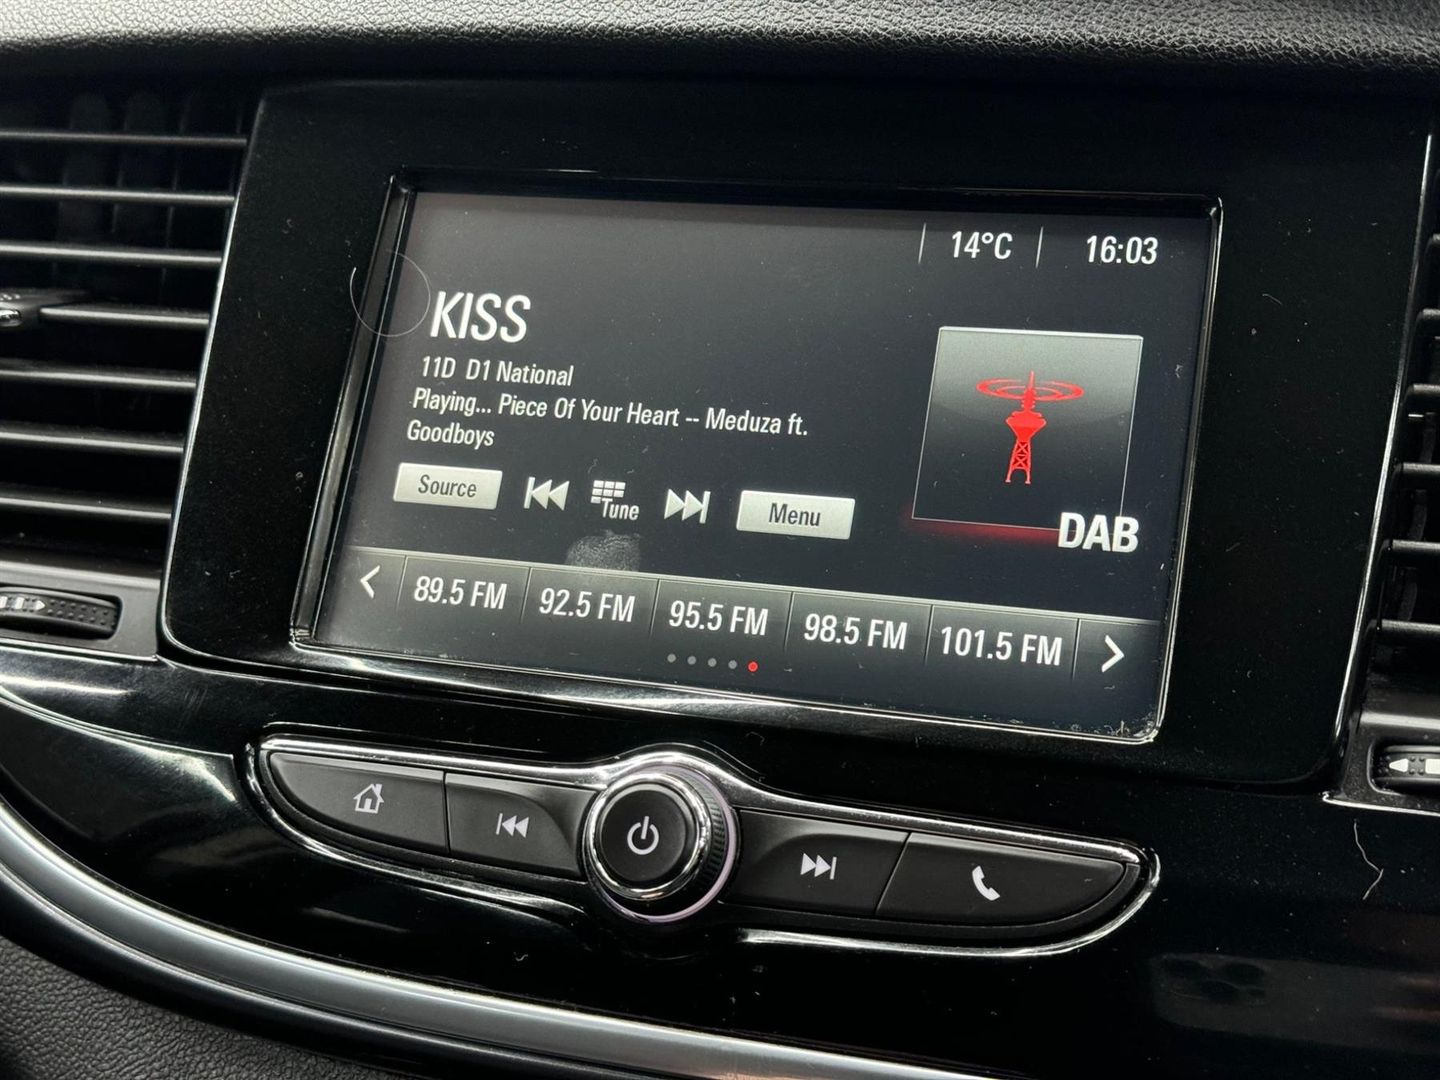 14°C 16:03
KISS
11D D1 National
Playing... Piece Of Your Heart -- Meduza ft.
Goodboys
Source Tune Menu
DAB
89.5 FM 92.5 FM 95.5 FM 98.5 FM 101.5 FM